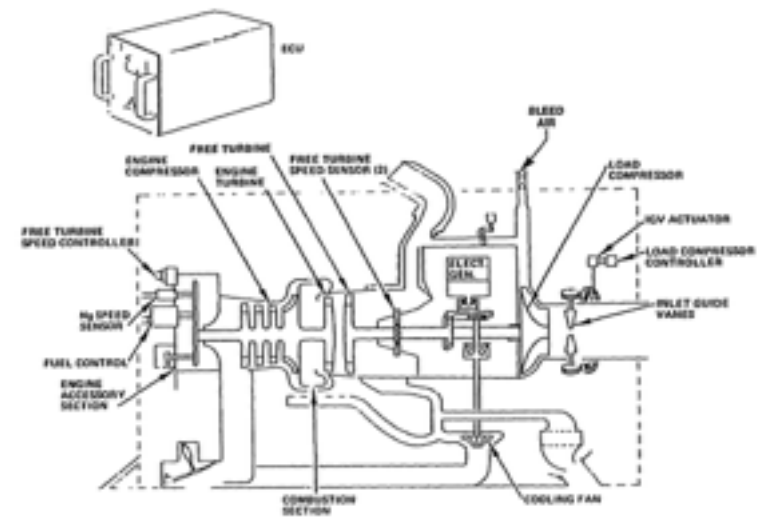 ECU
BLEED
AIR
FREE TURBINE
ENGINE
COMPRESSOR
ENGINE
TURBINE
FREE TURBINE
SPEED SENSOR (2)
LOAD
COMPRESSOR
IGV ACTUATOR
FREE TURBINE
SPEED CONTROLLER
LOAD COMPRESSOR
CONTROLLER
ELECT.
GEN.
INLET GUIDE
VANES
SPEED
SENSOR
FUEL CONTROL
ENGINE
ACCESSORY
SECTION
COMBUSTION
SECTION
COOLING FAN